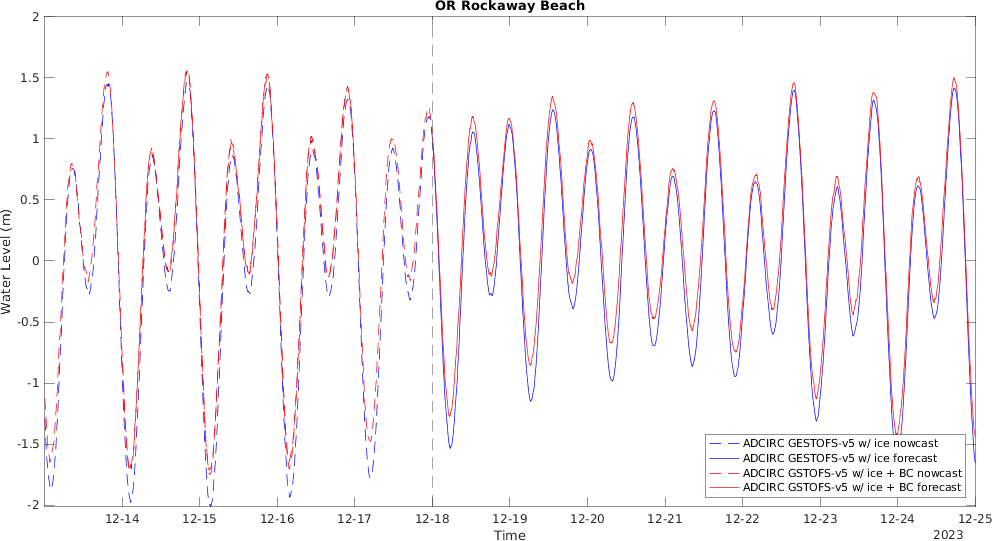 OR Rockaway Beach
2
1.5
1
0.5
0
-0.5
-1
-1.5
-2
Water Level (m)
12-14 12-15 12-16 12-17 12-18 12-19 12-20 12-21 12-22 12-23 12-24 12-25
Time
2023
ADCIRC GESTOFS-v5 w/ ice nowcast
ADCIRC GESTOFS-v5 w/ ice forecast
ADCIRC GSTOFS-v5 w/ ice + BC nowcast
ADCIRC GSTOFS-v5 w/ ice + BC forecast